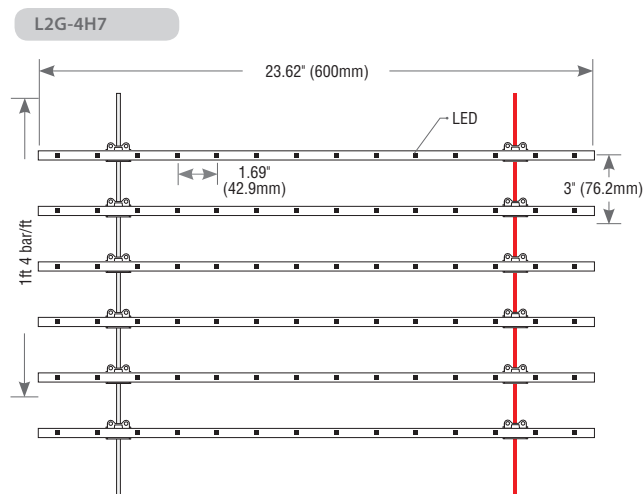 L2G-4H7
23.62" (600mm)
LED
1.69"
(42.9mm)
3" (76.2mm)
1ft 4 bar/ft